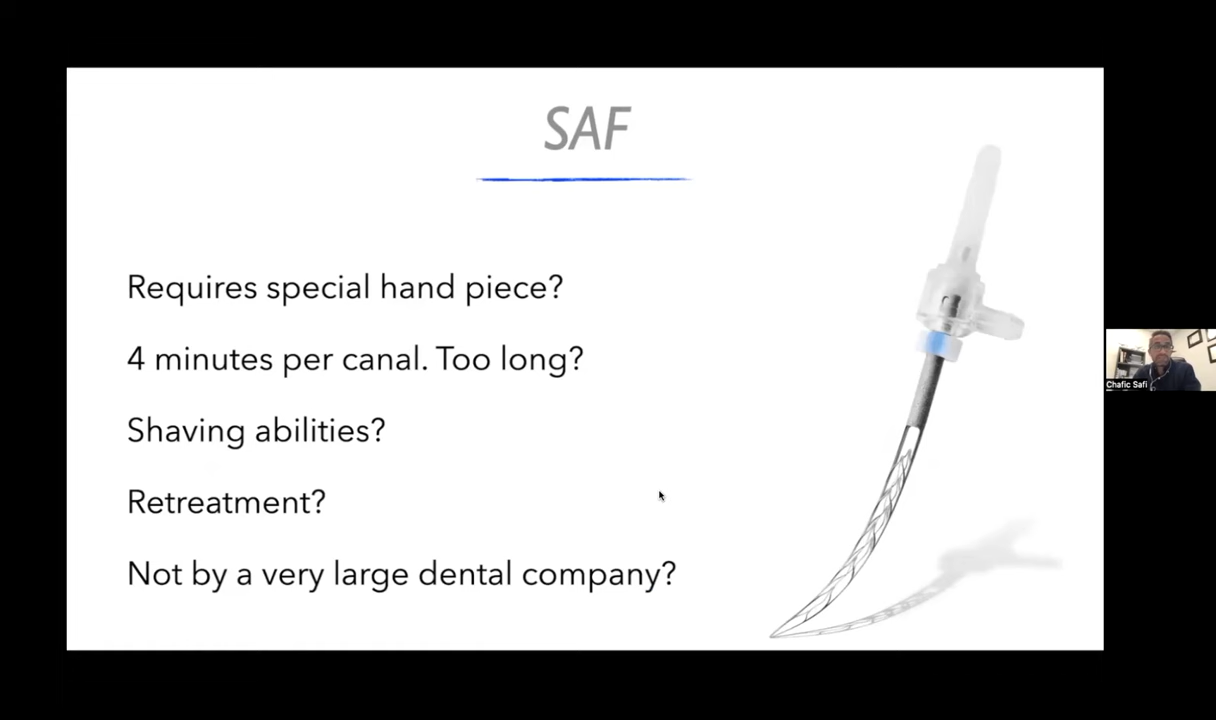 SAF
Requires special hand piece?
4 minutes per canal. Too long?
Shaving abilities?
Retreatment?
Not by a very large dental company?
Chafic Safi